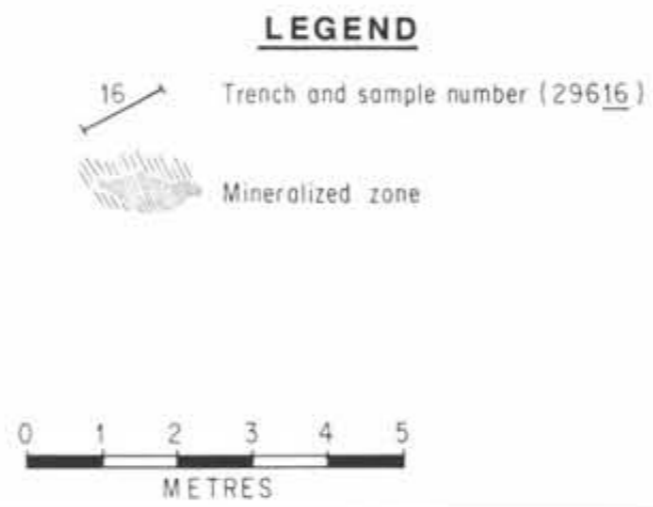 LEGEND
16 Trench and sample number (29616)
Mineralized zone
0 1 2 3 4 5
METRES